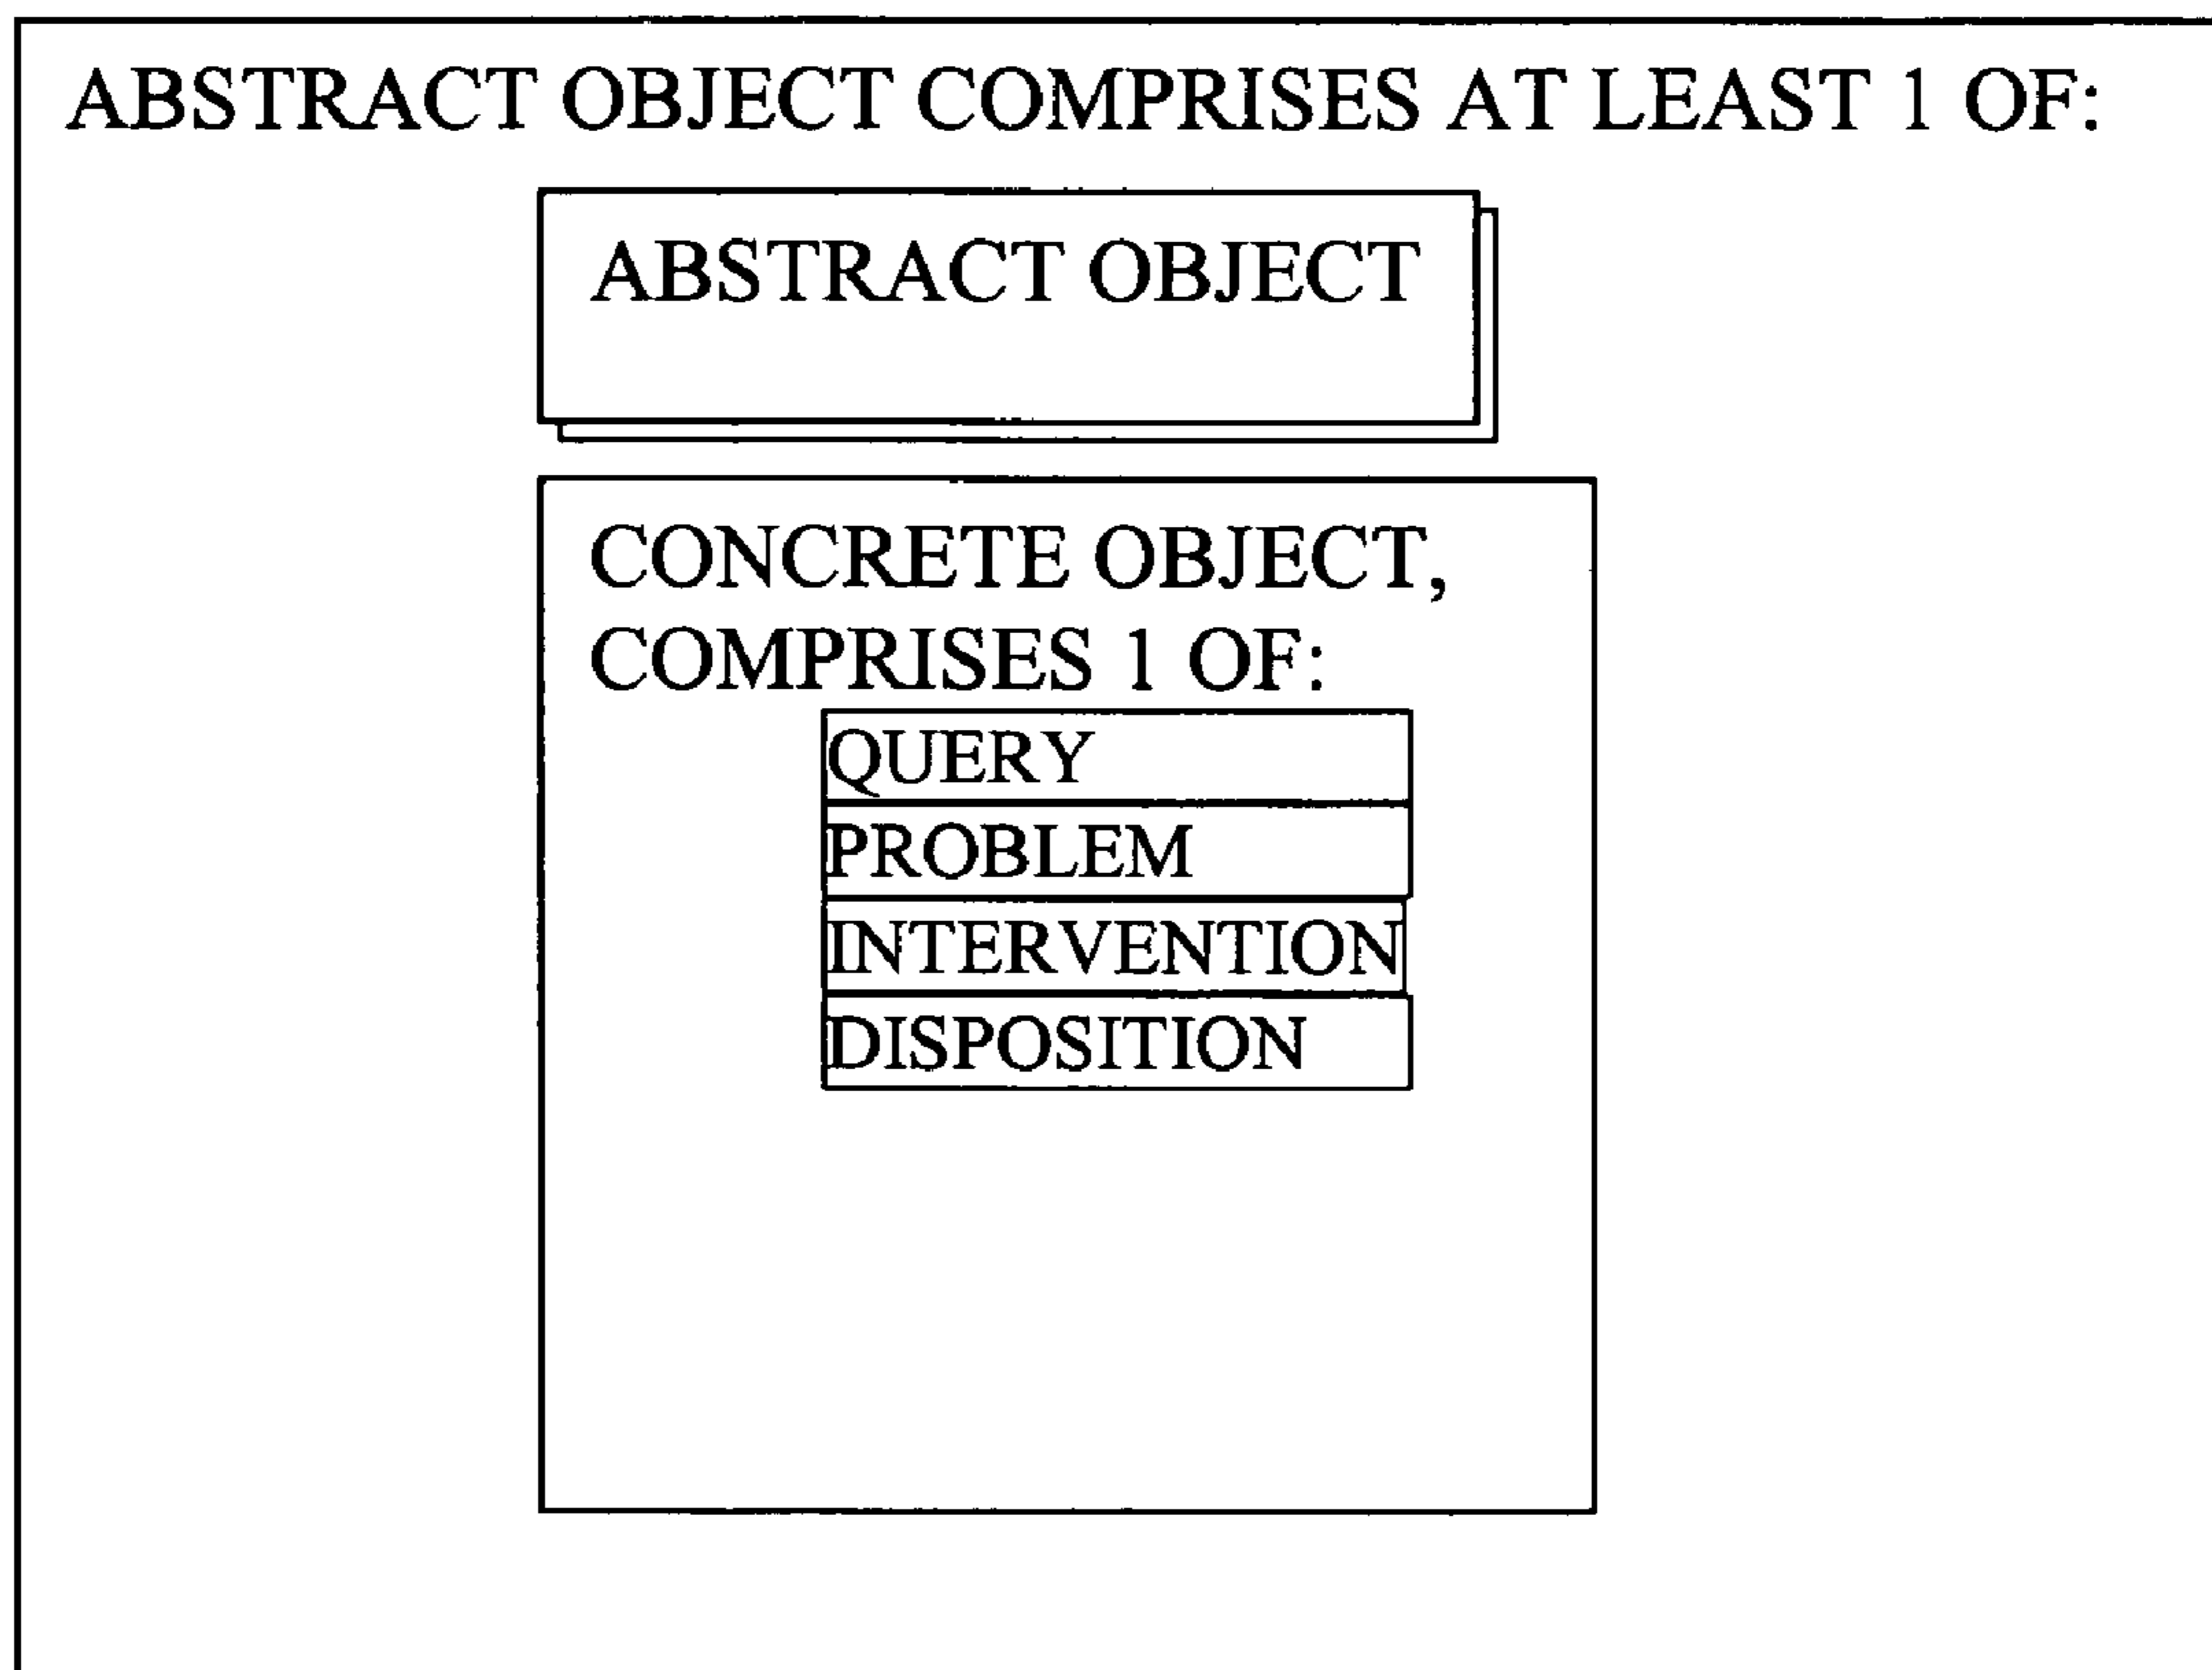 ABSTRACT OBJECT COMPRISES AT LEAST 1 OF:
ABSTRACT OBJECT
CONCRETE OBJECT,
COMPRISES 1 OF:
QUERY
PROBLEM
INTERVENTION
DISPOSITION